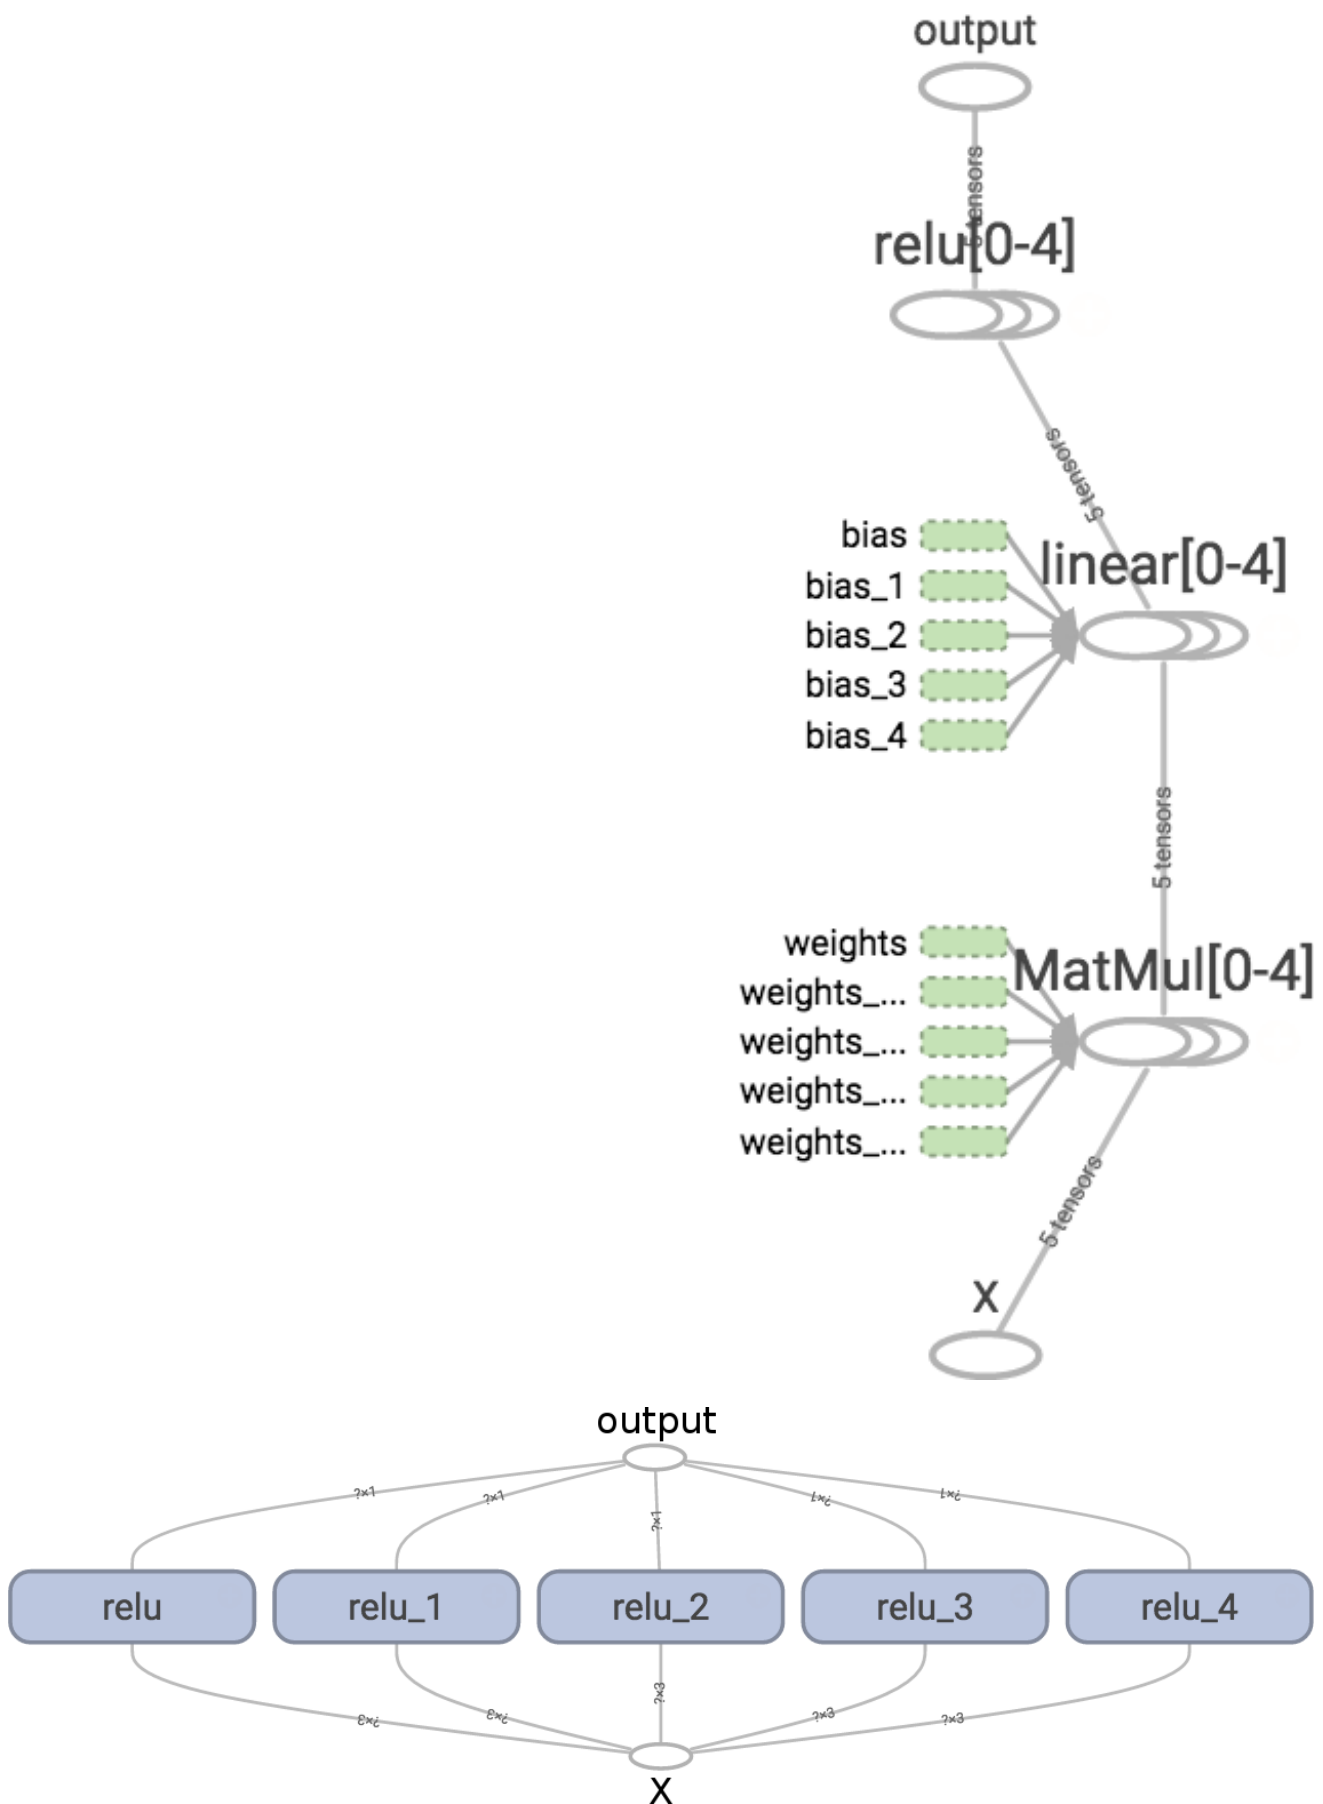 output
5 tensors
relu[0-4]
5 tensors
bias
linear[0-4]
bias_1
bias_2
bias_3
bias_4
5 tensors
weights
MatMul[0-4]
weights_...
weights_...
weights_...
weights_...
5 tensors
X
output
?×1
?×1
?×1
?×1
?×1
relu
relu_1
relu_2
relu_3
relu_4
?×3
?×3
?×3
?×3
?×3
X